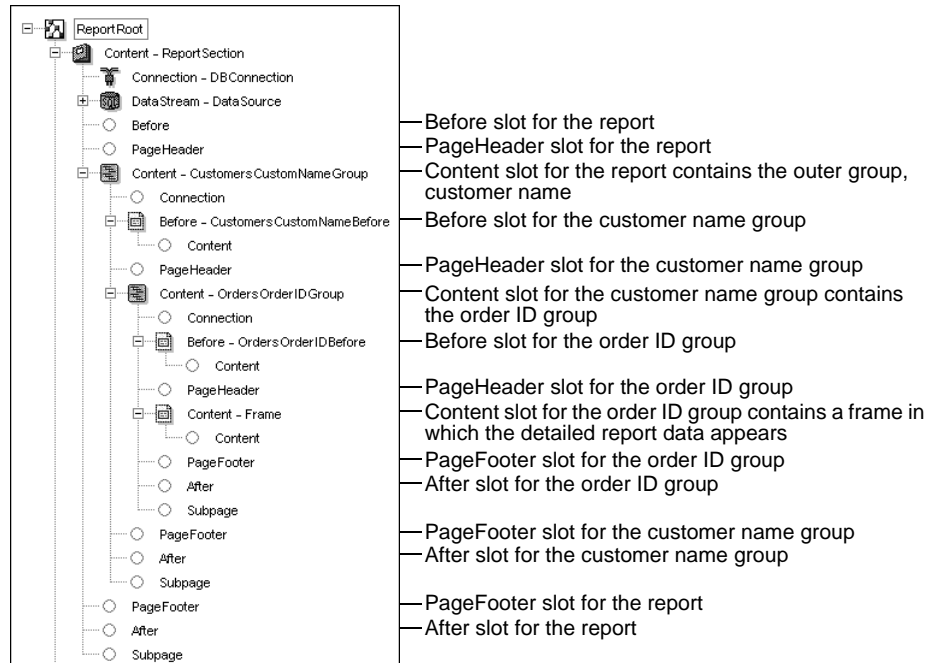 ReportRoot
Content – ReportSection
Connection – DBConnection
DataStream – DataSource
Before
Before slot for the report
PageHeader
PageHeader slot for the report
Content – CustomersCustomNameGroup
Content slot for the report contains the outer group,
customer name
Connection
Before – CustomersCustomNameBefore
Before slot for the customer name group
Content
PageHeader
PageHeader slot for the customer name group
Content – OrdersOrderIDGroup
Content slot for the customer name group contains
the order ID group
Connection
Before – OrdersOrderIDBefore
Before slot for the order ID group
Content
PageHeader
PageHeader slot for the order ID group
Content – Frame
Content slot for the order ID group contains a frame in
which the detailed report data appears
Content
PageFooter
PageFooter slot for the order ID group
After
After slot for the order ID group
Subpage
PageFooter
PageFooter slot for the customer name group
After
After slot for the customer name group
Subpage
PageFooter
PageFooter slot for the report
After
After slot for the report
Subpage